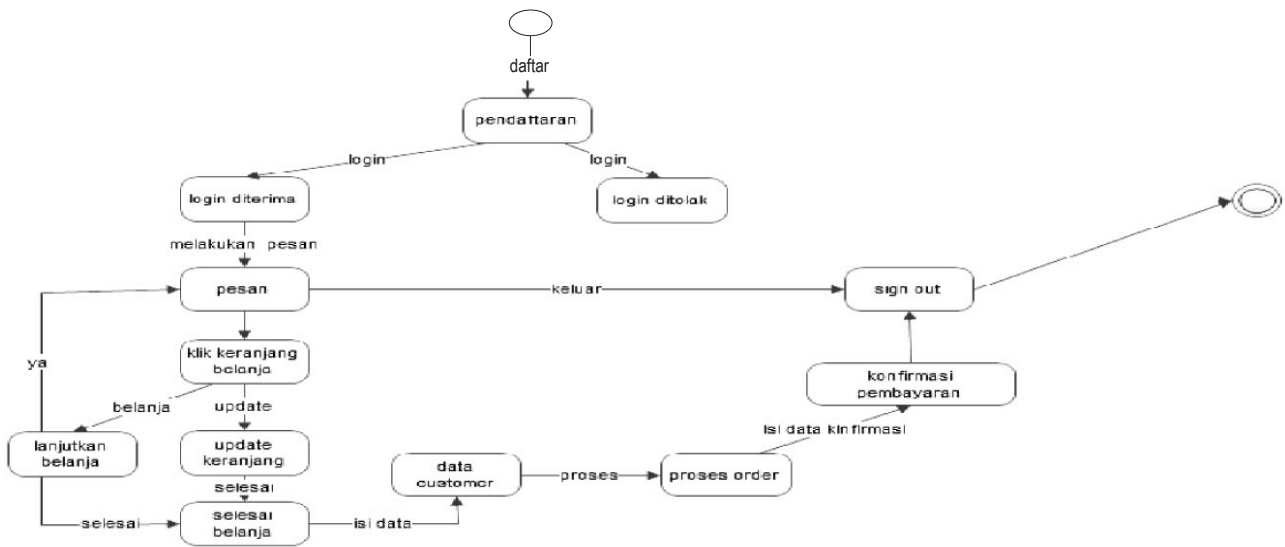 daftar
pendaftaran
login
login
login diterima
login ditolak
melakukan pesan
pesan
keluar
sign out
ya
klik keranjang
belanja
konfirmasi
pembayaran
belanja
update
isi data kinfirmasi
lanjutkan
belanja
update
keranjang
data
customer
proses
proses order
selesai
selesai
selesai
belanja
isi data